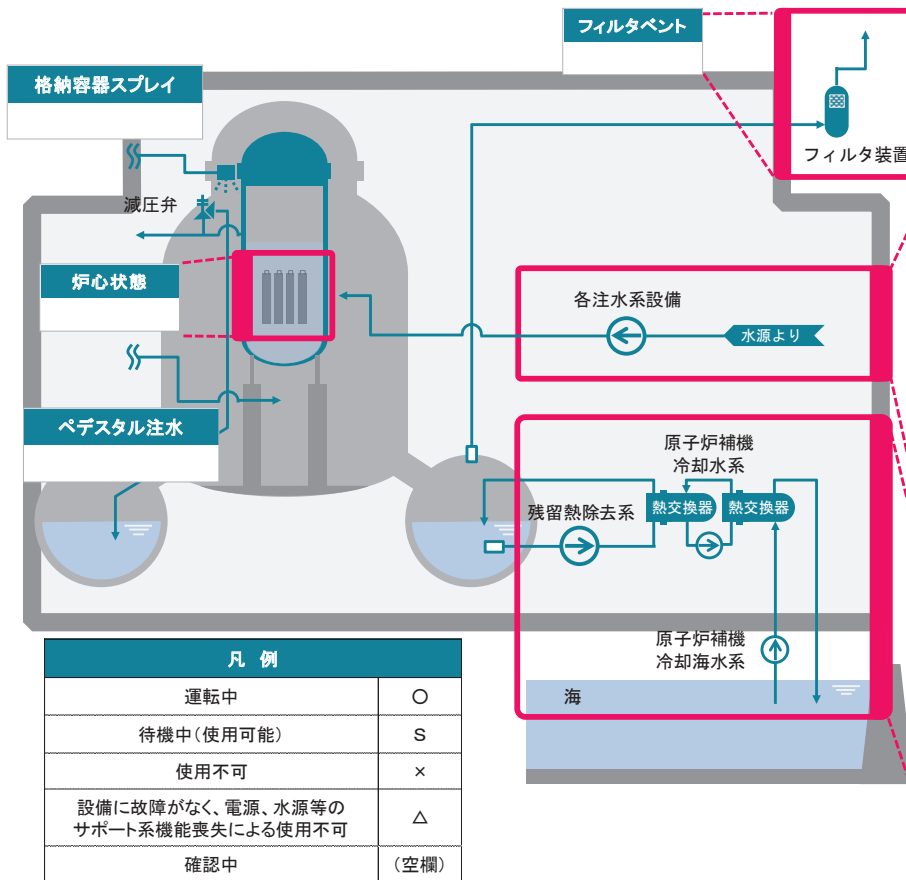 フィルタベント
格納容器スプレイ
フィルタ装置
減圧弁
炉心状態
各注水系設備
水源より
ペデスタル注水
原子炉補機
冷却水系
熱交換器
熱交換器
残留熱除去系
原子炉補機
冷却海水系
海
凡 例
運転中 ○
待機中(使用可能) S
使用不可 ×
設備に故障がなく、電源、水源等の
サポート系機能喪失による使用不可 △
確認中 (空欄)